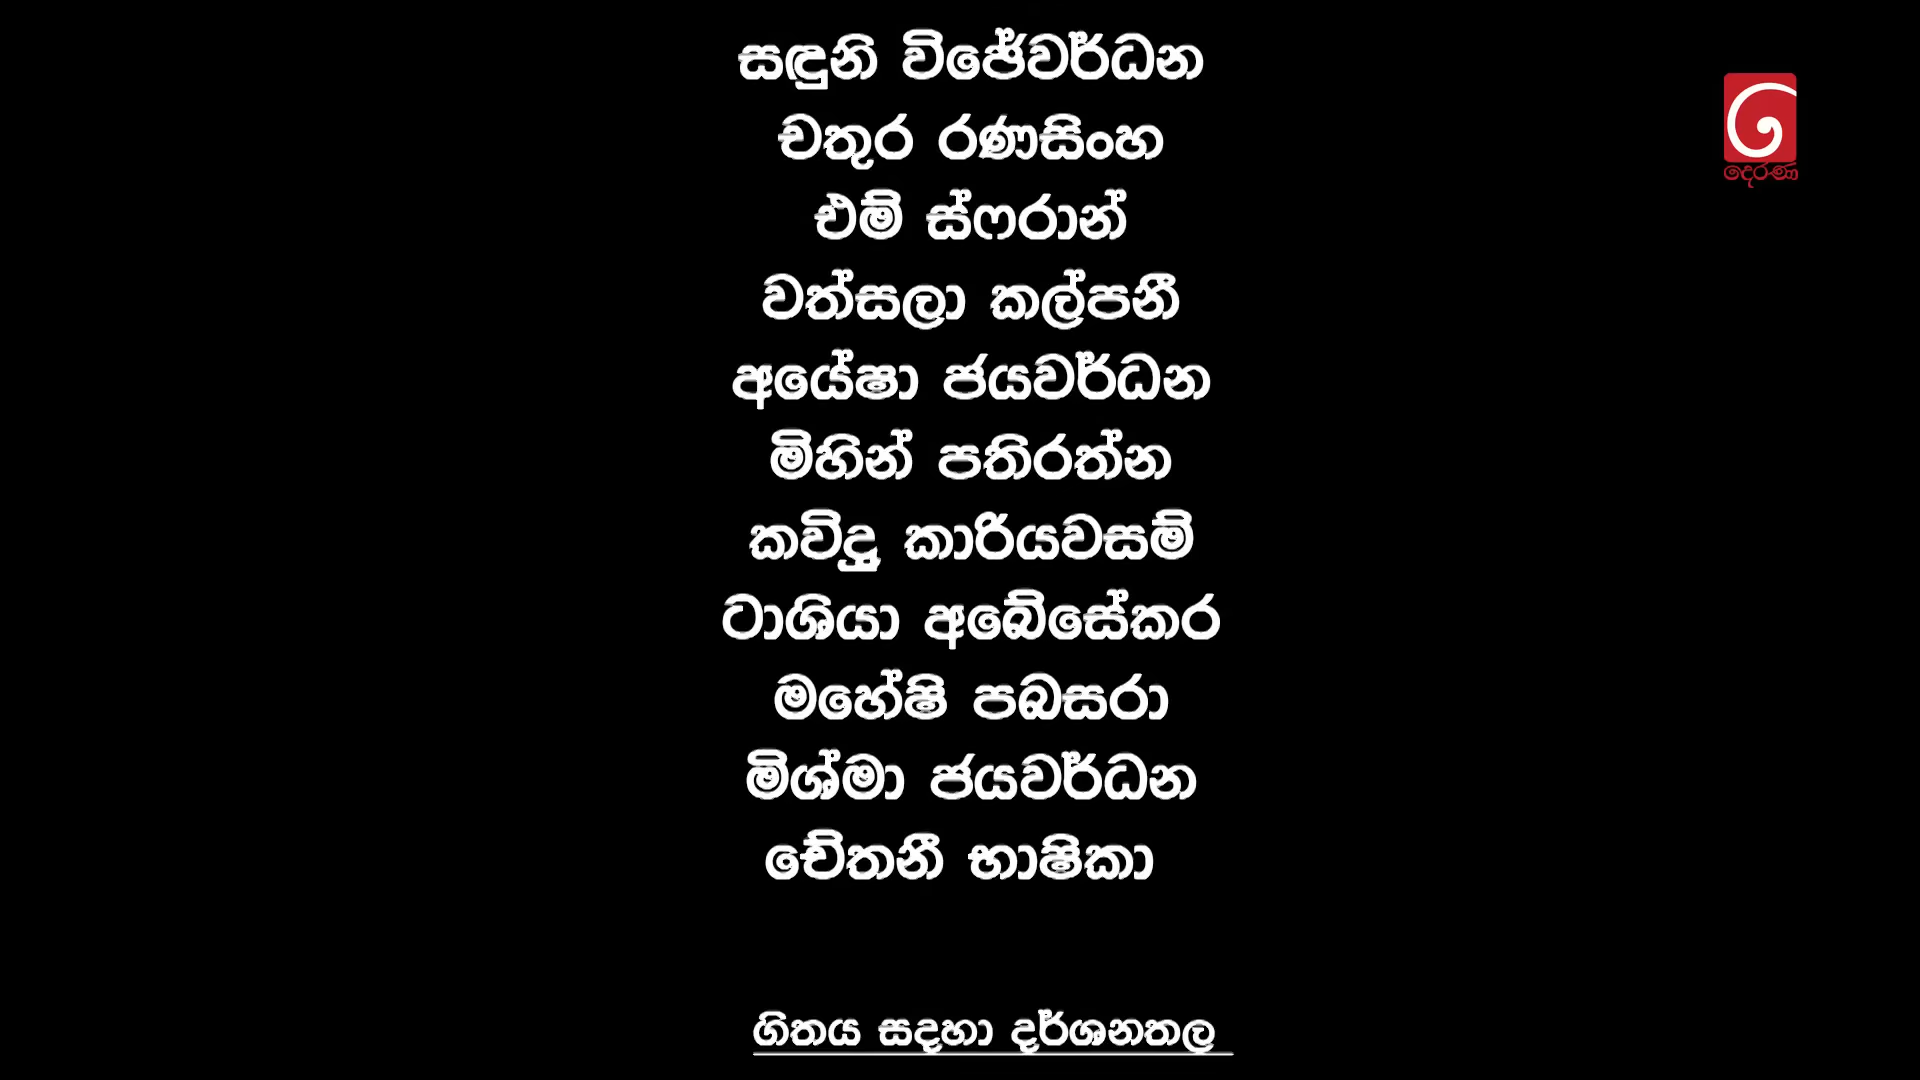 සඳුනි විජේවර්ධන
චතුර රණසිංහ
එම් ස්ෆරාන්
වත්සලා කල්පනී
අයේෂා ජයවර්ධන
මිහින් පතිරත්න
කවිඳු කාරියවසම්
ටාශියා අබේසේකර
මහේෂි පබසරා
මිශ්මා ජයවර්ධන
චේතනී භාෂිකා
ගිතය සදහා දර්ශනතල
දෙරණ